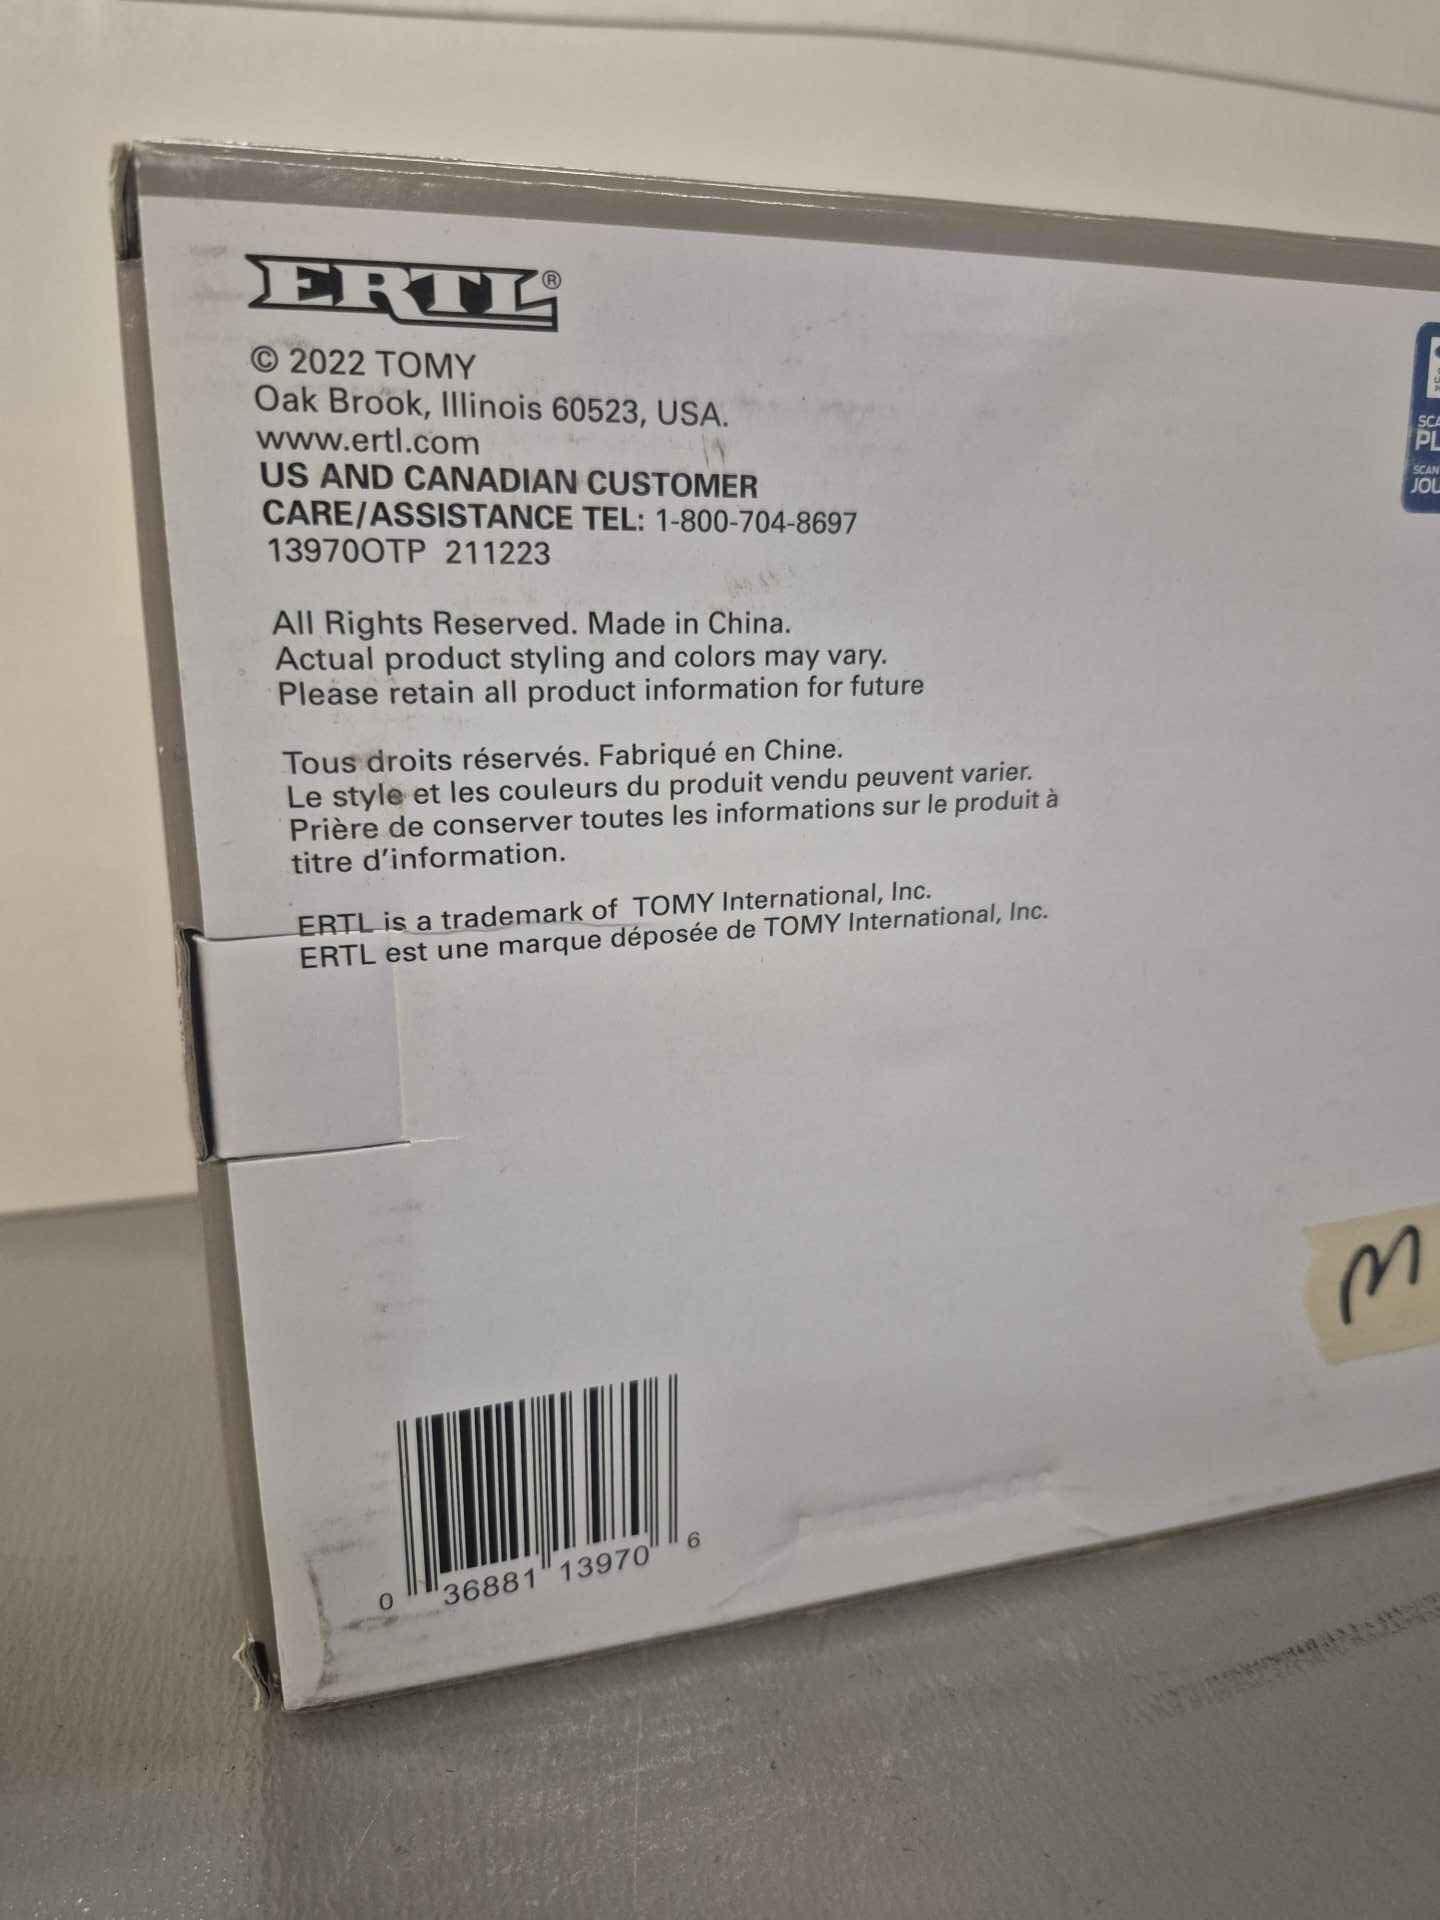 ERTL®
© 2022 TOMY
Oak Brook, Illinois 60523, USA.
www.ertl.com
US AND CANADIAN CUSTOMER
CARE/ASSISTANCE TEL: 1-800-704-8697
13970OTP 211223
All Rights Reserved. Made in China.
Actual product styling and colors may vary.
Please retain all product information for future
Tous droits réservés. Fabriqué en Chine.
Le style et les couleurs du produit vendu peuvent varier.
Prière de conserver toutes les informations sur le produit à
titre d'information.
ERTL is a trademark of TOMY International, Inc.
ERTL est une marque déposée de TOMY International, Inc.
SCA
PL
SCAN
JOU
M
0 36881 13970 6